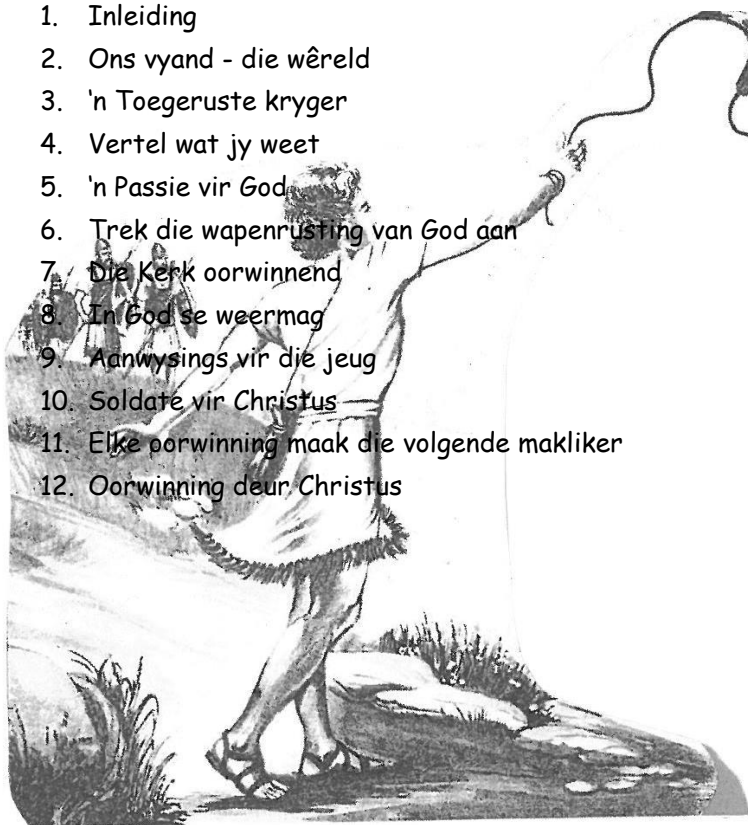 1. Inleiding
2. Ons vyand - die wêreld
3. ‘n Toegeruste kryger
4. Vertel wat jy weet
5. ‘n Passie vir God
6. Trek die wapenrusting van God aan
7. Die Kerk oorwinnend
8. In God se weermag
9. Aanwysings vir die jeug
10. Soldate vir Christus
11. Elke oorwinning maak die volgende makliker
12. Oorwinning deur Christus